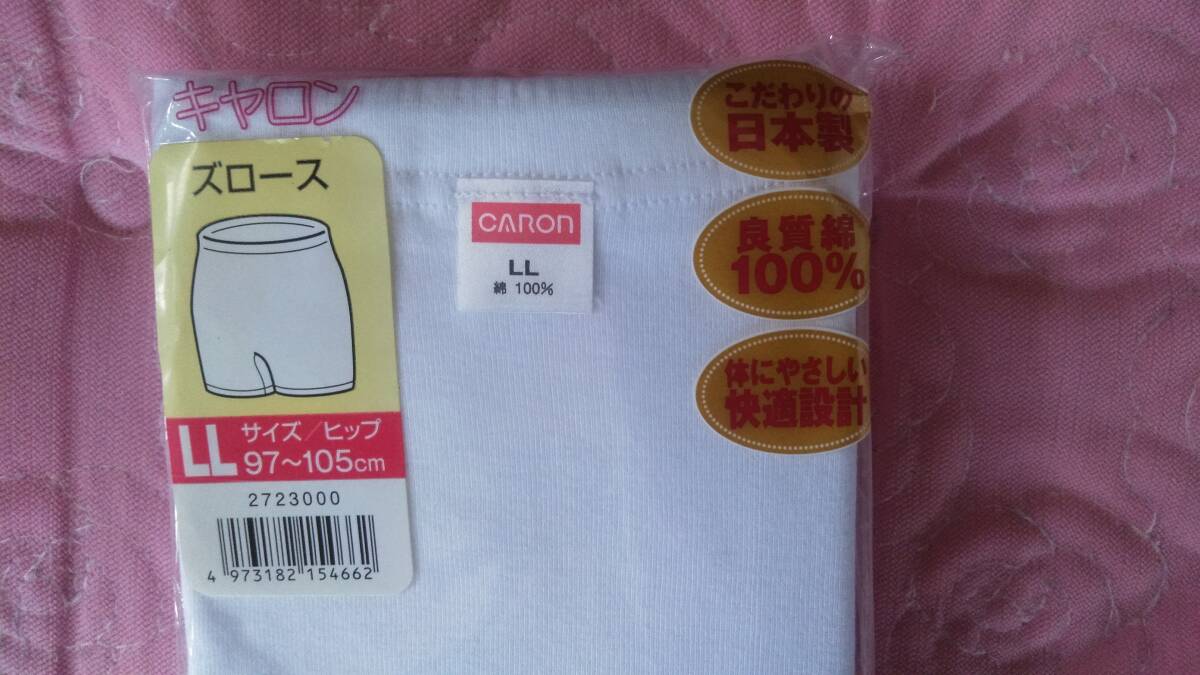 キャロン
ズロース
CARON
LL
綿 100%
こだわりの
日本製
良質綿
100%
体にやさしい
快適設計
LL サイズ/ヒップ
97~105cm
2723000
4 973182 154662